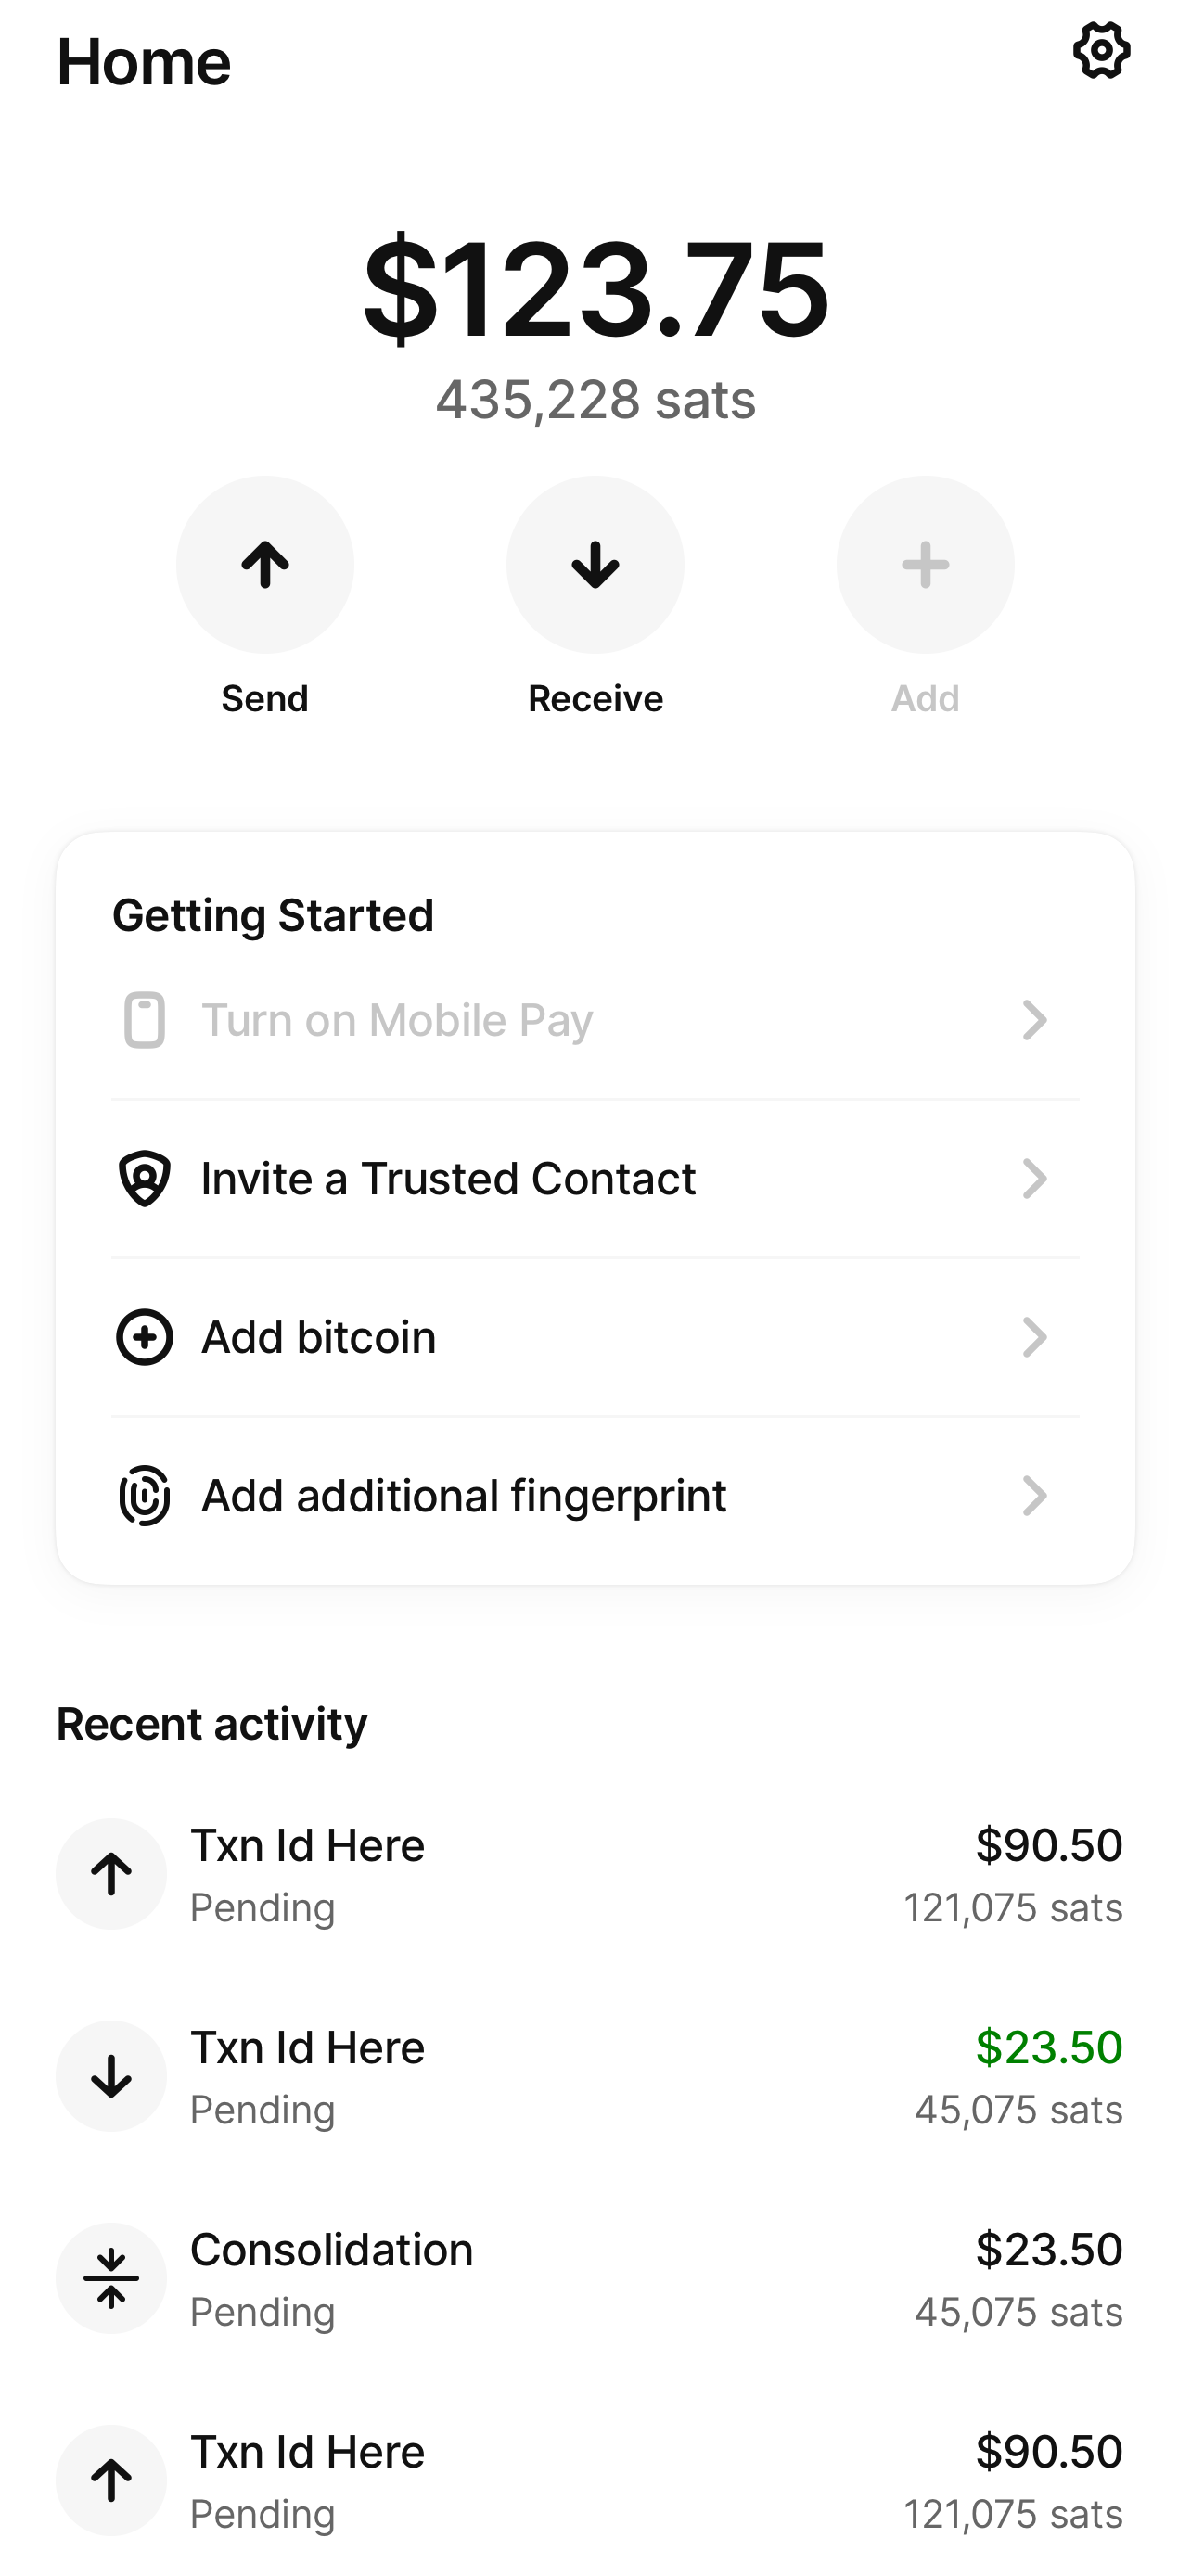 Home
$123.75
435,228 sats
Send
Receive
Add
Getting Started
Turn on Mobile Pay
Invite a Trusted Contact
Add bitcoin
Add additional fingerprint
Recent activity
Txn Id Here
$90.50
Pending
121,075 sats
Txn Id Here
$23.50
Pending
45,075 sats
Consolidation
$23.50
Pending
45,075 sats
Txn Id Here
$90.50
Pending
121,075 sats